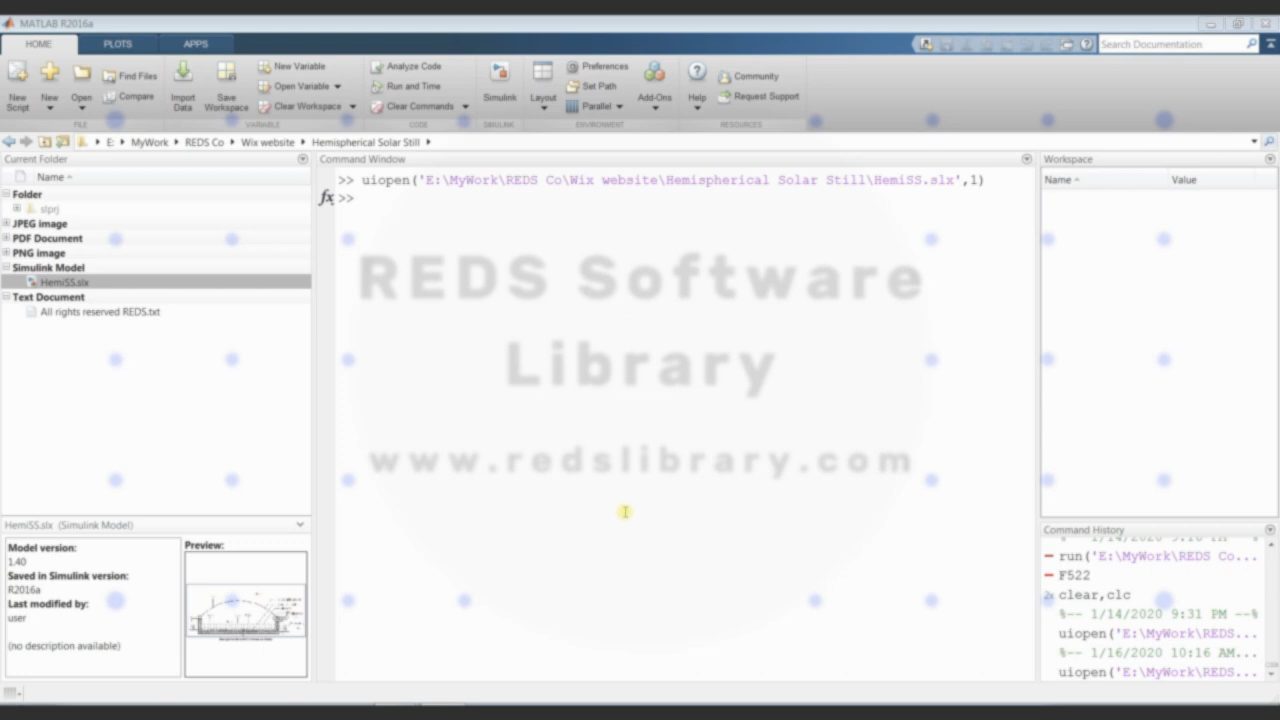 MATLAB R2016a
HOME PLOTS APPS
Search Documentation
New Script
New
Open
Find Files
Compare
Import Data
Save Workspace
New Variable
Open Variable
Clear Workspace
Analyze Code
Run and Time
Clear Commands
Simulink
Layout
Preferences
Set Path
Parallel
Add-Ons
Help
Community
Request Support
FILE VARIABLE CODE SIMULINK ENVIRONMENT RESOURCES
E: MyWork REDS Co Wix website Hemispherical Solar Still
Current Folder
Name
Folder
slprj
JPEG image
PDF Document
PNG image
Simulink Model
HemiSS.slx
Text Document
All rights reserved REDS.txt
HemiSS.slx (Simulink Model)
Model version:
1.40
Saved in Simulink version:
R2016a
Last modified by:
user
(no description available)
Preview:
Command Window
>> uiopen('E:\MyWork\REDS Co\Wix website\Hemispherical Solar Still\HemiSS.slx',1)
fx >>
REDS Software
Library
www.redslibrary.com
Workspace
Name Value
Command History
run('E:\MyWork\REDS Co...
F522
2x clear,clc
%-- 1/14/2020 9:31 PM --%
uiopen('E:\MyWork\REDS...
%-- 1/16/2020 10:16 AM...
uiopen('E:\MyWork\REDS...